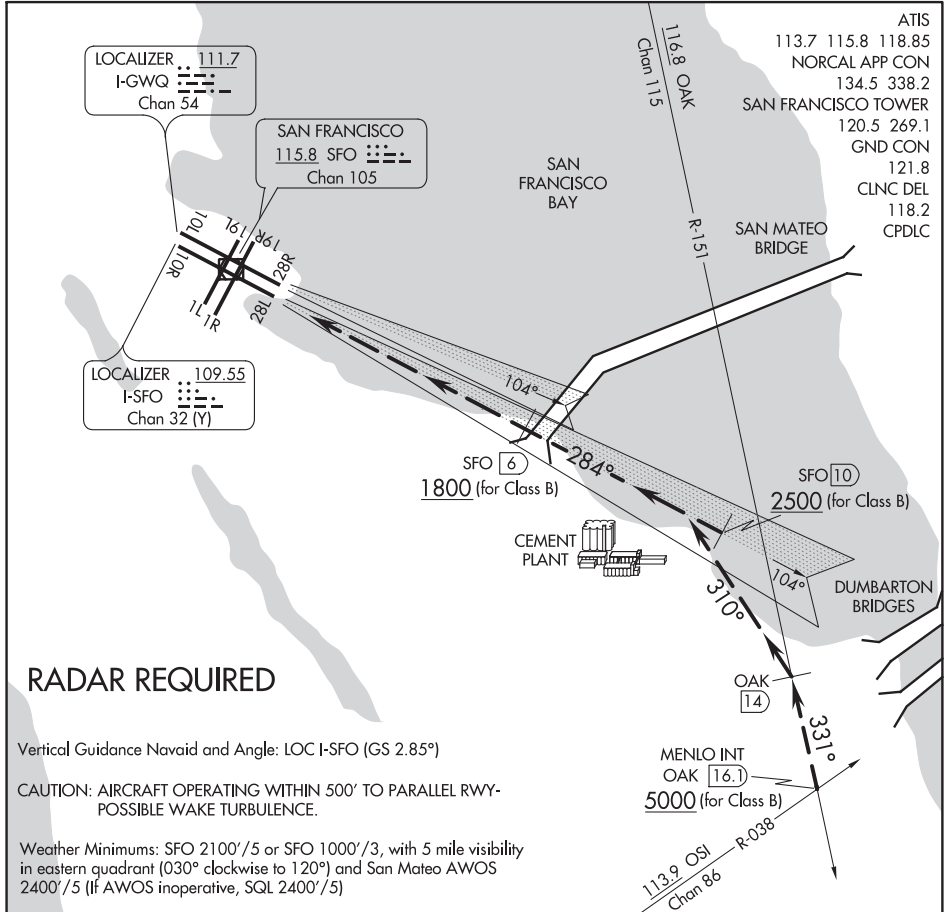 ATIS
113.7 115.8 118.85
NORCAL APP CON
134.5 338.2
SAN FRANCISCO TOWER
120.5 269.1
GND CON
121.8
CLNC DEL
118.2
CPDLC
LOCALIZER 111.7
I-GWQ
Chan 54
SAN FRANCISCO
115.8 SFO
Chan 105
116.8 OAK
Chan 115
R-151
SAN
FRANCISCO
BAY
SAN MATEO
BRIDGE
10L
10R
19L
19R
28R
28L
1L
1R
LOCALIZER 109.55
I-SFO
Chan 32 (Y)
104°
284°
SFO 6
1800 (for Class B)
SFO 10
2500 (for Class B)
CEMENT
PLANT
104°
DUMBARTON
BRIDGES
310°
OAK
14
331°
MENLO INT
OAK 16.1
5000 (for Class B)
R-038
113.9 OSI
Chan 86
RADAR REQUIRED
Vertical Guidance Navaid and Angle: LOC I-SFO (GS 2.85°)
CAUTION: AIRCRAFT OPERATING WITHIN 500' TO PARALLEL RWY-
POSSIBLE WAKE TURBULENCE.
Weather Minimums: SFO 2100'/5 or SFO 1000'/3, with 5 mile visibility
in eastern quadrant (030° clockwise to 120°) and San Mateo AWOS
2400'/5 (If AWOS inoperative, SQL 2400'/5)